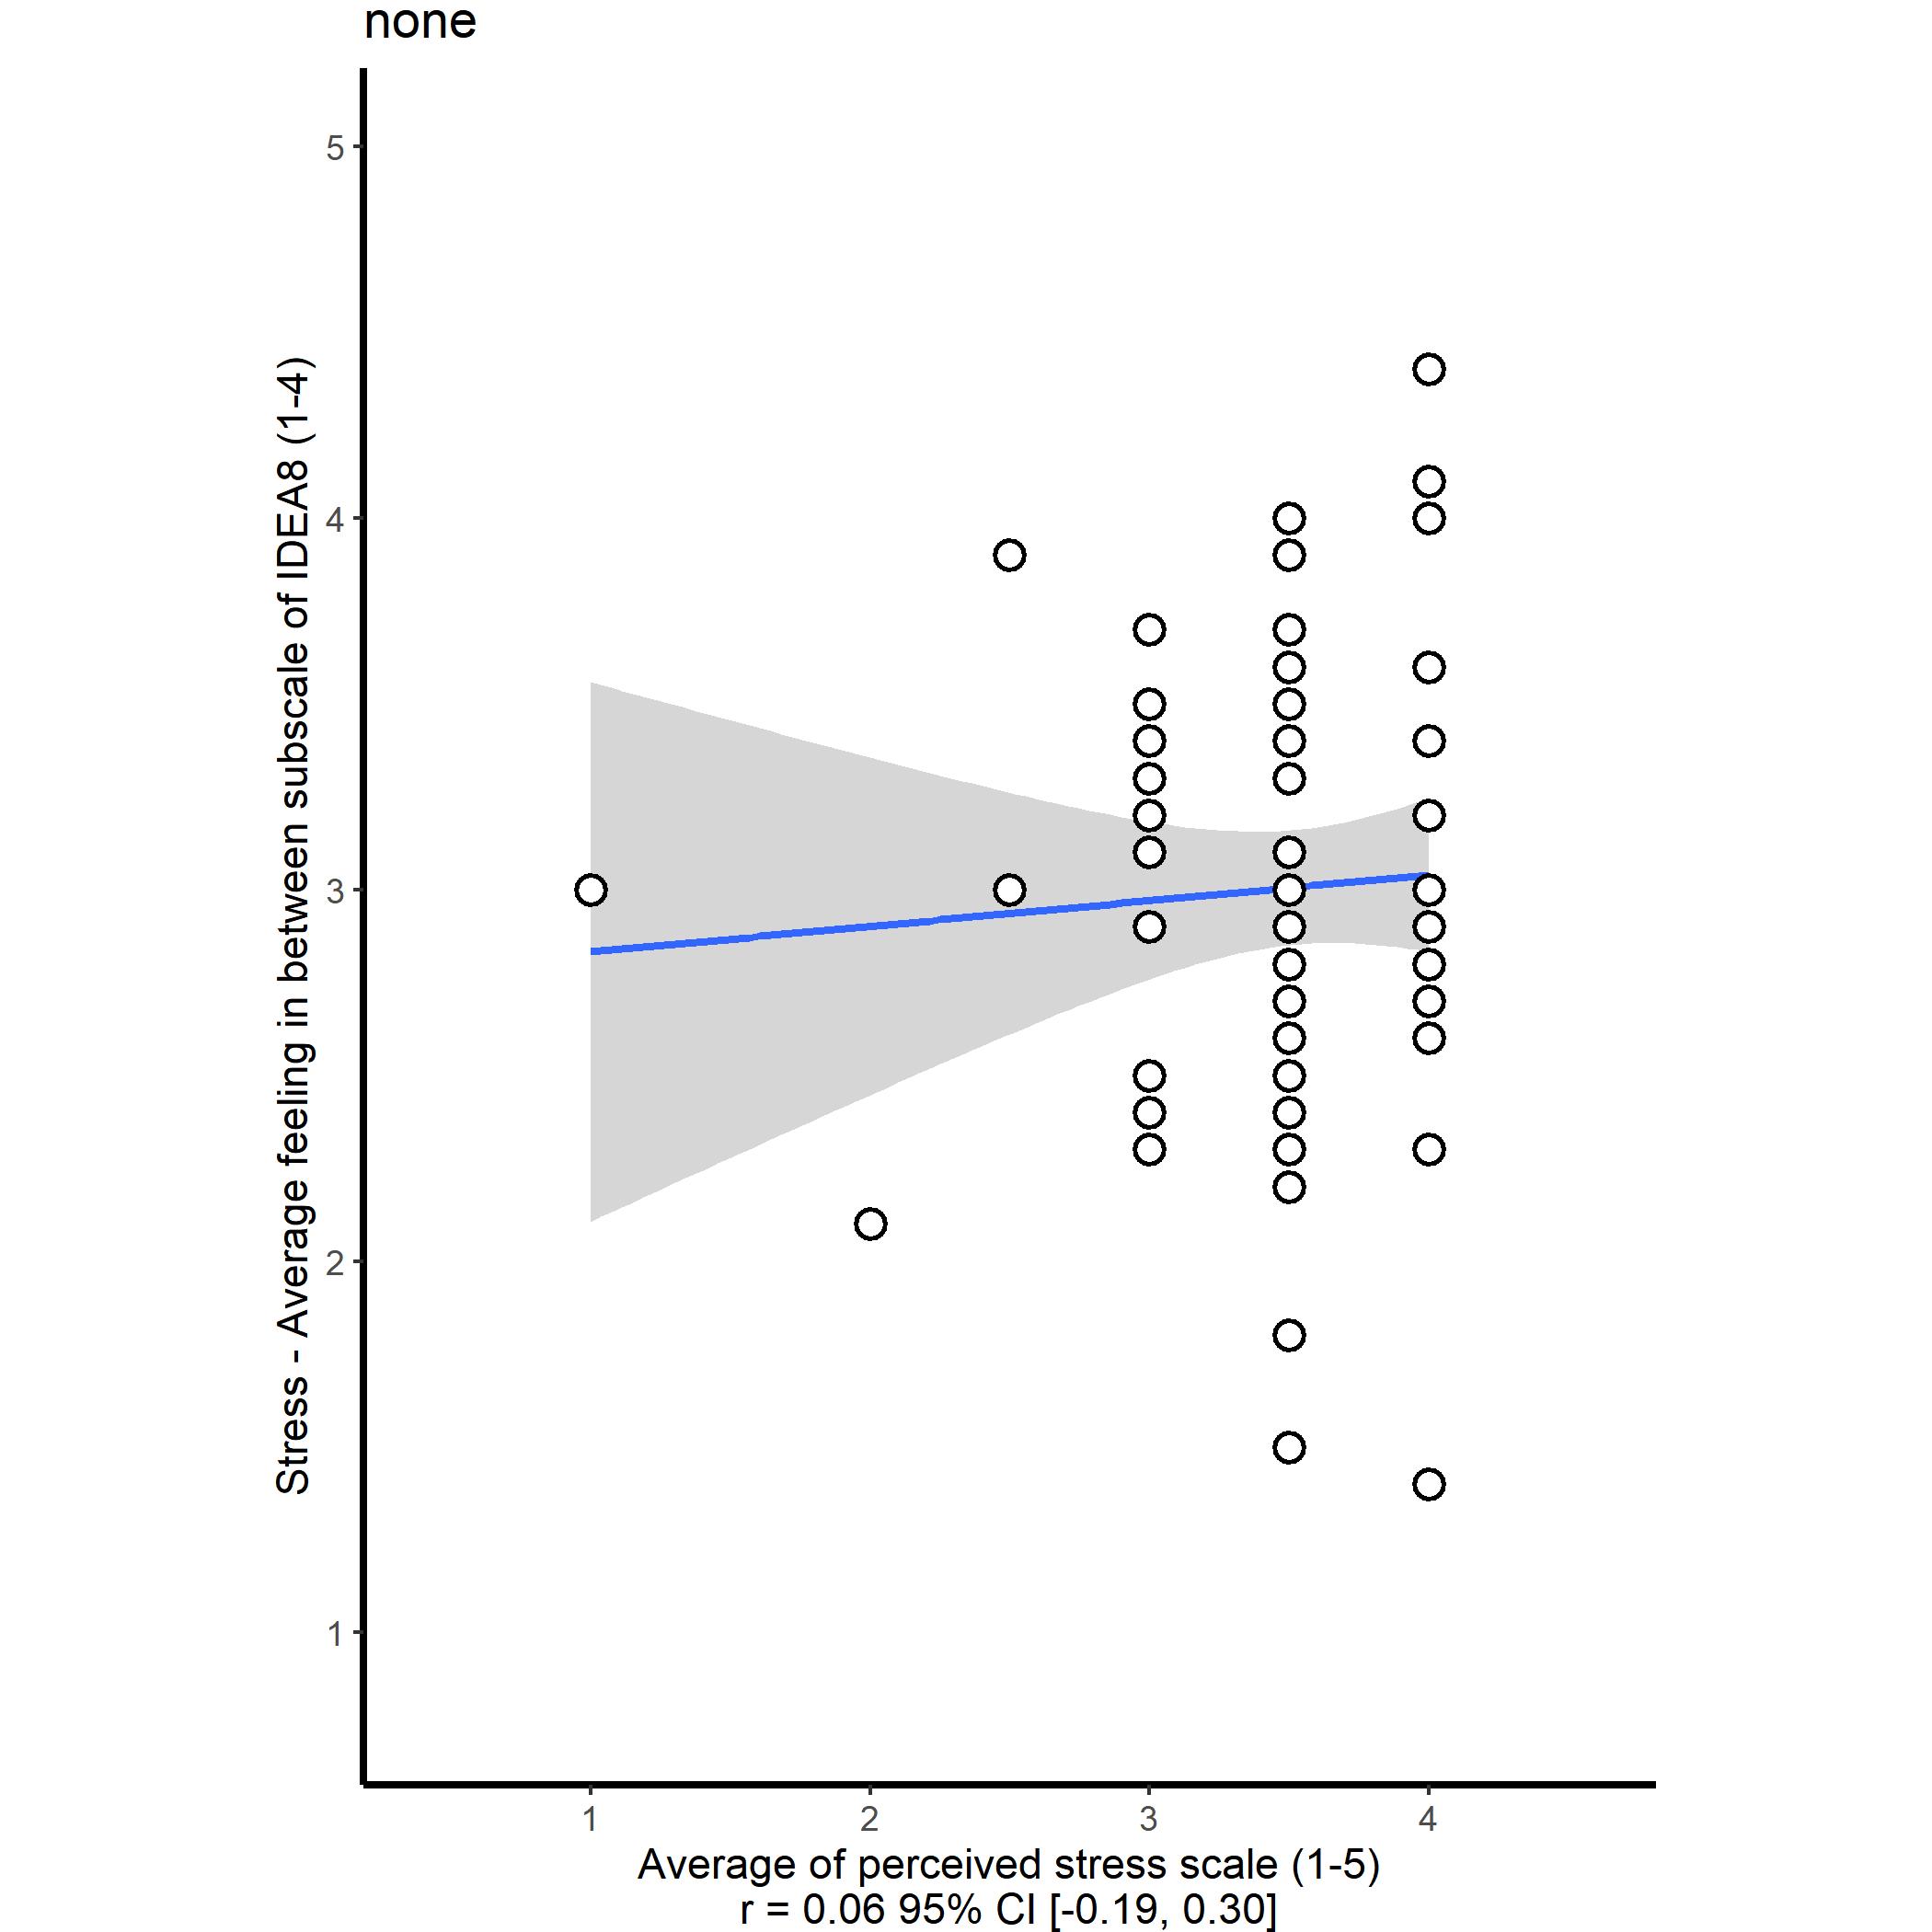 none
Stress - Average feeling in between subscale of IDEA8 (1-4)
5
4
3
2
1
1 2 3 4
Average of perceived stress scale (1-5)
r = 0.06 95% CI [-0.19, 0.30]